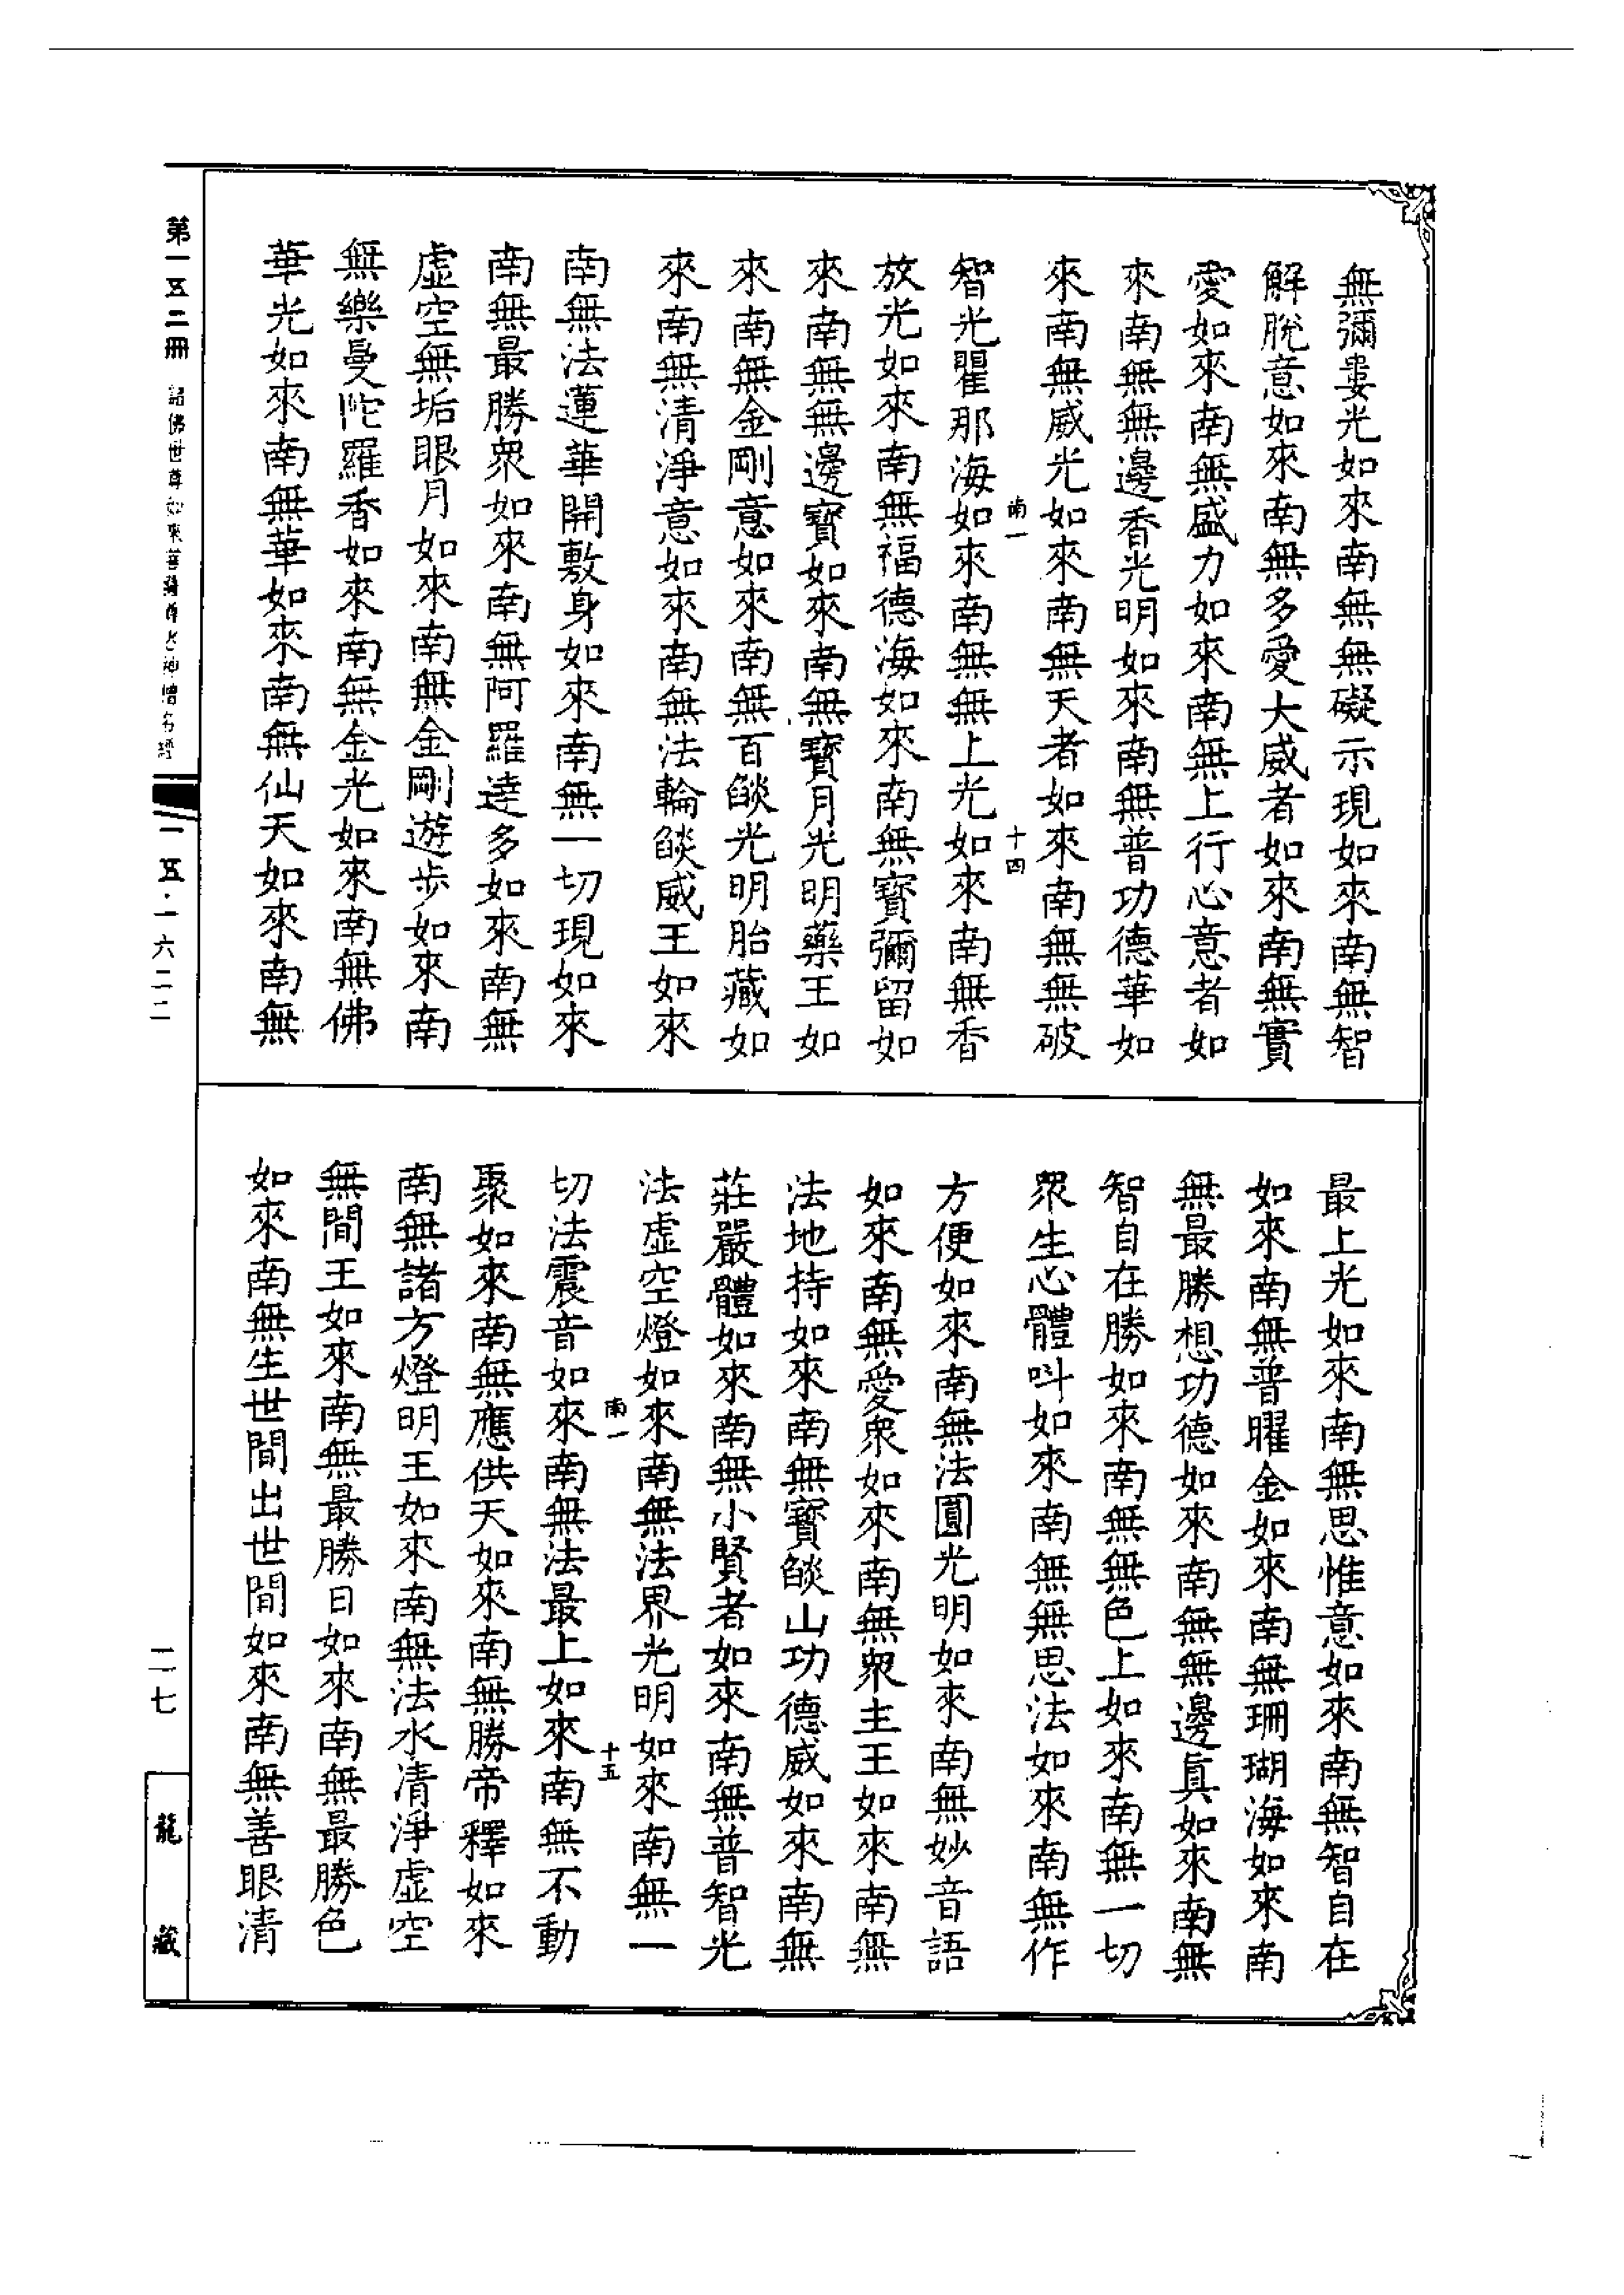 無彌婁光如來南無無礙示現如來南無智
解脫意如來南無多愛大威者如來南無實
愛如來南無盛力如來南無上行心意者如
來南無無邊香光明如來南無普功德華如
來南無威光如來南無天者如來南無無破
南一
十四
智光瞿那海如來南無無上光如來南無香
放光如來南無福德海如來南無寶彌留如
來南無無邊寶如來南無寶月光明藥王如
來南無金剛意如來南無百燄光明胎藏如
來南無清淨意如來南無法輪燄威王如來
南無法蓮華開敷身如來南無一切現如來
南無最勝衆如來南無阿羅達多如來南無
虛空無垢眼月如來南無金剛遊步如來南
無樂曼陀羅香如來南無金光如來南無佛
華光如來南無華如來南無仙天如來南無
最上光如來南無思惟意如來南無智自在
如來南無普曜金如來南無珊瑚海如來南
無最勝想功德如來南無無邊真如來南無
智自在勝如來南無無色上如來南無一切
眾生心體呌如來南無無思法如來南無作
方便如來南無法圓光明如來南無妙音語
如來南無愛衆如來南無眾主王如來南無
法地持如來南無寶燄山功德威如來南無
莊嚴體如來南無小賢者如來南無普智光
法虛空燈如來南無法界光明如來南無一
南一
十五
切法震音如來南無法最上如來南無不動
聚如來南無應供天如來南無勝帝釋如來
南無諸方燈明王如來南無法水清淨虛空
無間王如來南無最勝日如來南無最勝色
如來南無生世間出世間如來南無善眼清
第一五二冊
諸佛世尊如來菩薩尊者神僧名經
一五·一六二二
二一七
龍藏